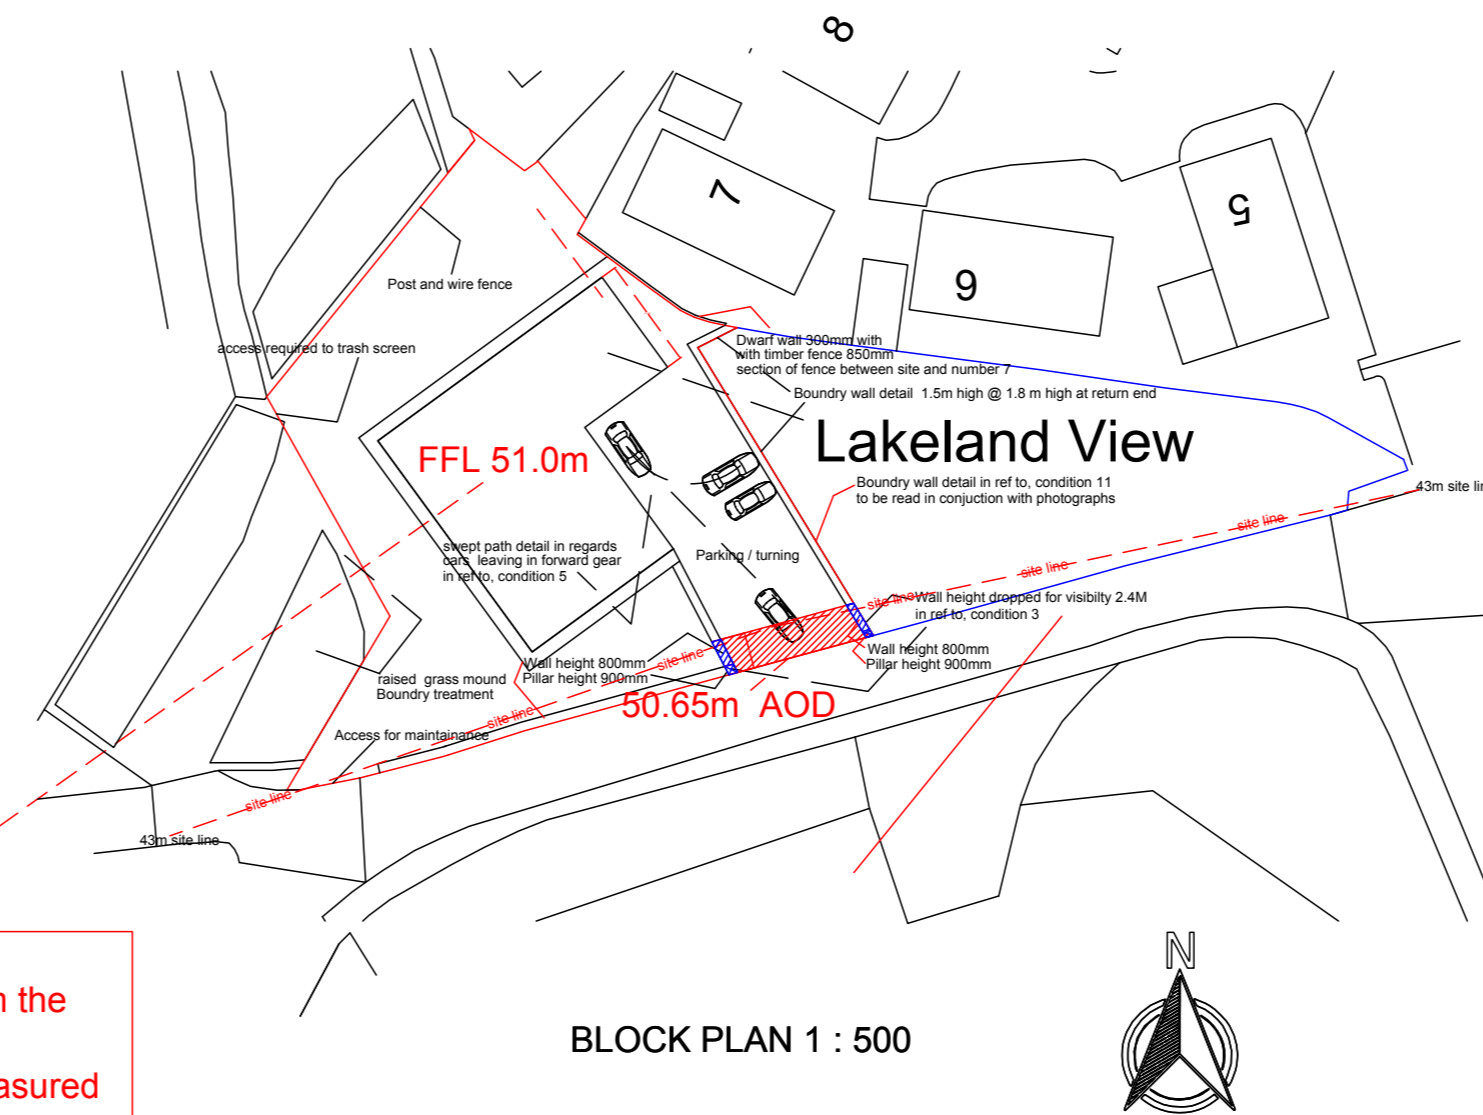 8
7
5
6
Post and wire fence
access required to trash screen
Dwarf wall 300mm with
with timber fence 850mm
section of fence between site and number 7
Boundry wall detail 1.5m high @ 1.8 m high at return end
Lakeland View
FFL 51.0m
Boundry wall detail in ref to, condition 11
to be read in conjuction with photographs
43m site lin
site line
site line
site line
swept path detail in regards
cars leaving in forward gear
in ref to, condition 5
Parking / turning
Wall height dropped for visibilty 2.4M
in ref to, condition 3
Wall height 800mm
Pillar height 900mm
Wall height 800mm
Pillar height 900mm
site line
raised grass mound
Boundry treatment
50.65m AOD
site line
Access for maintainance
site line
43m site line
n the
asured
BLOCK PLAN 1 : 500
N